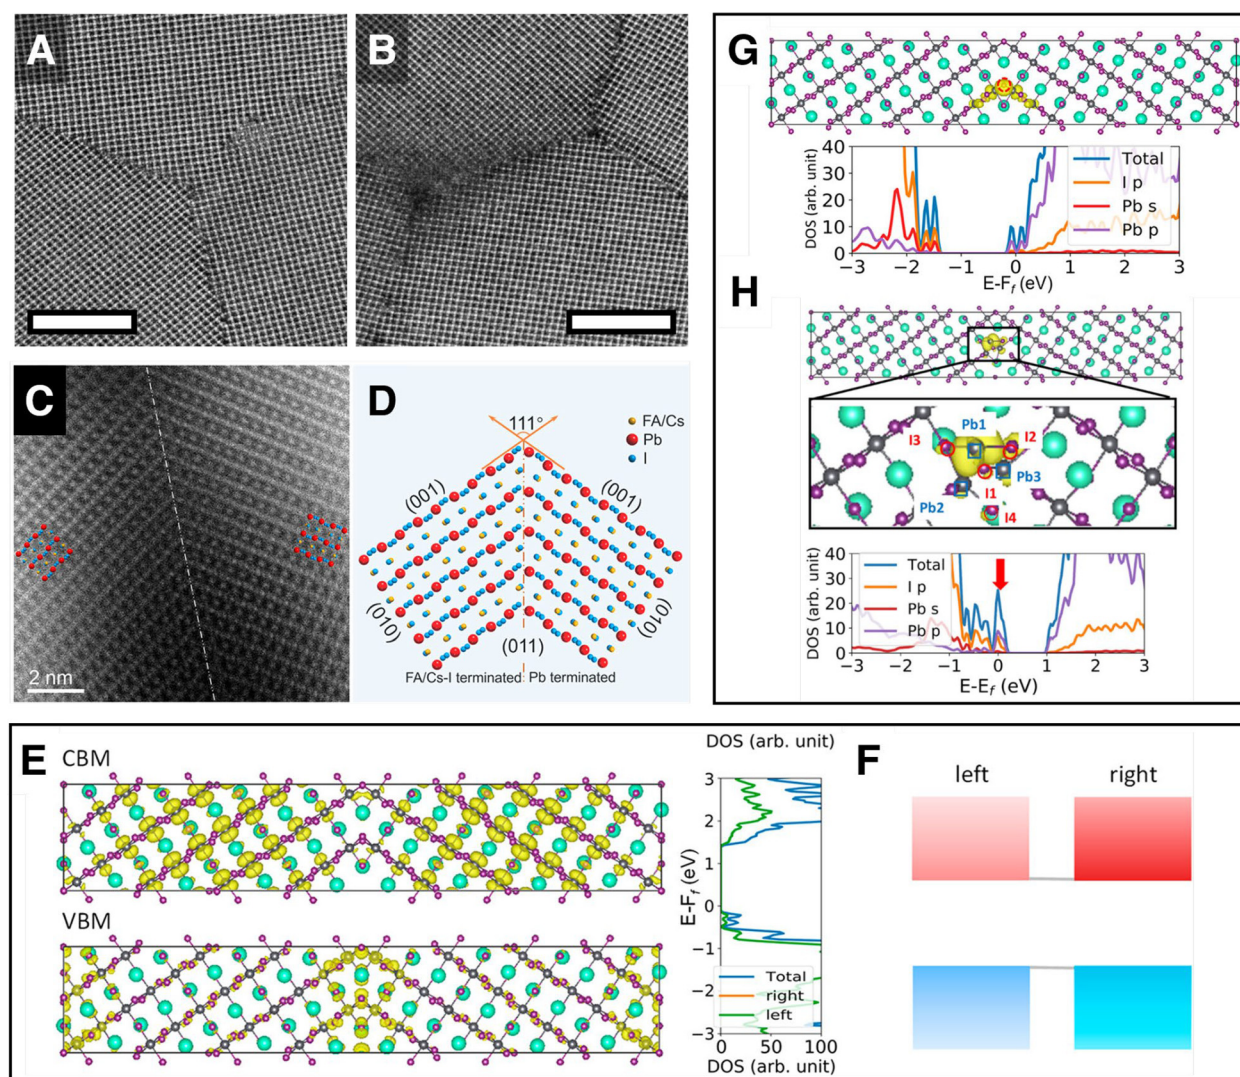 A
B
C
2 nm
D
111°
FA/Cs
Pb
I
(001)
(001)
(010)
(010)
(011)
FA/Cs-I terminated
Pb terminated
G
DOS (arb. unit)
40
30
20
10
0
Total
I p
Pb s
Pb p
−3
−2
−1
0
1
2
3
E-F_f (eV)
H
I3
Pb1
I2
Pb3
Pb2
I1
I4
DOS (arb. unit)
40
30
20
10
0
Total
I p
Pb s
Pb p
−3
−2
−1
0
1
2
3
E-E_f (eV)
E
CBM
VBM
DOS (arb. unit)
3
2
1
0
−1
−2
−3
E-F_f (eV)
Total
right
left
0
50
100
DOS (arb. unit)
F
left
right